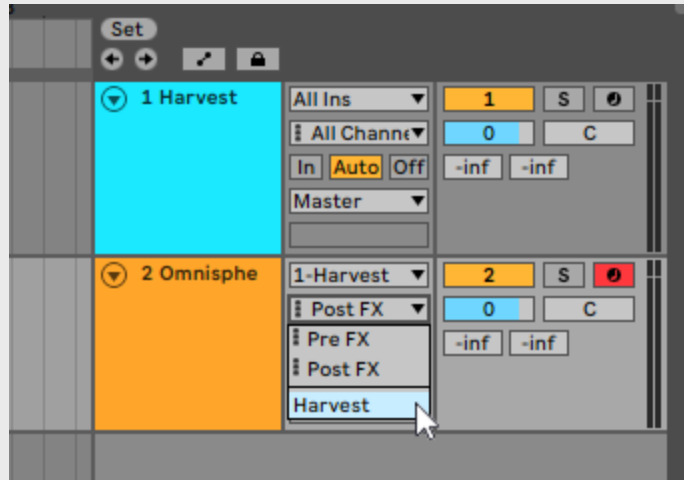 Set
1 Harvest
All Ins
1
S
All Channe
0
C
In Auto Off
-inf -inf
Master
2 Omnisphe
1-Harvest
2
S
Post FX
0
C
Pre FX
-inf -inf
Post FX
Harvest